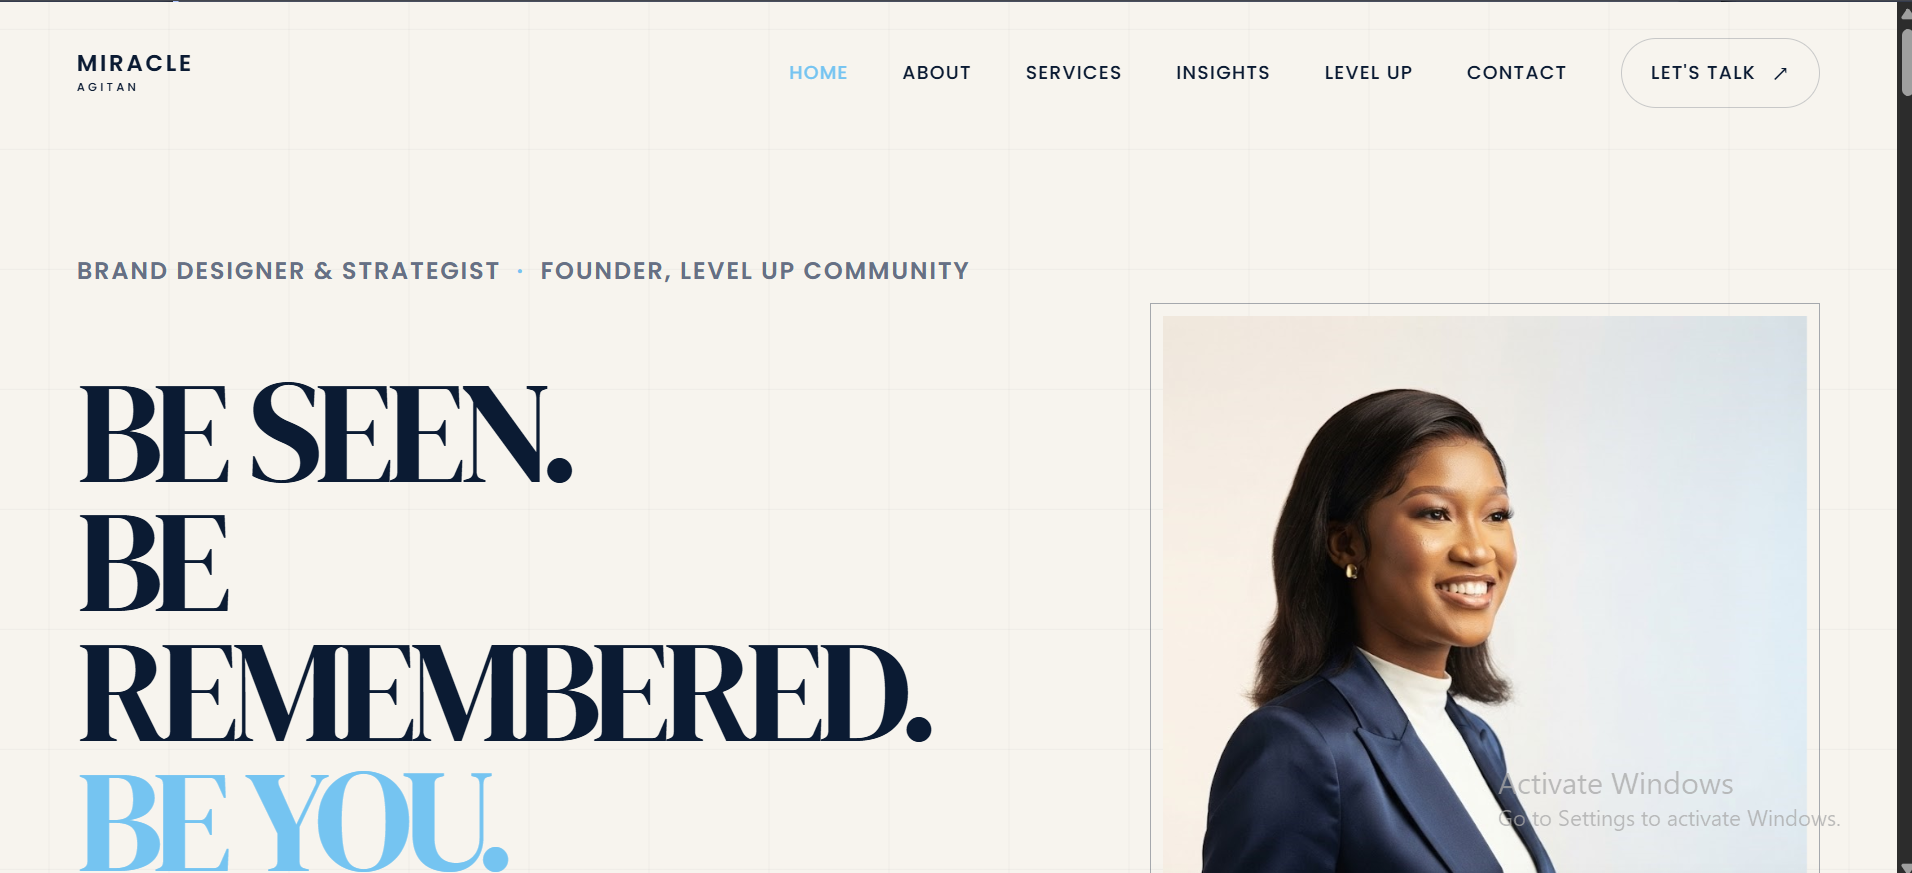 MIRACLE
AGITAN
HOME ABOUT SERVICES INSIGHTS LEVEL UP CONTACT LET'S TALK ↗
BRAND DESIGNER & STRATEGIST · FOUNDER, LEVEL UP COMMUNITY
BE SEEN.
BE
REMEMBERED.
BE YOU.
Activate Windows
Go to Settings to activate Windows.